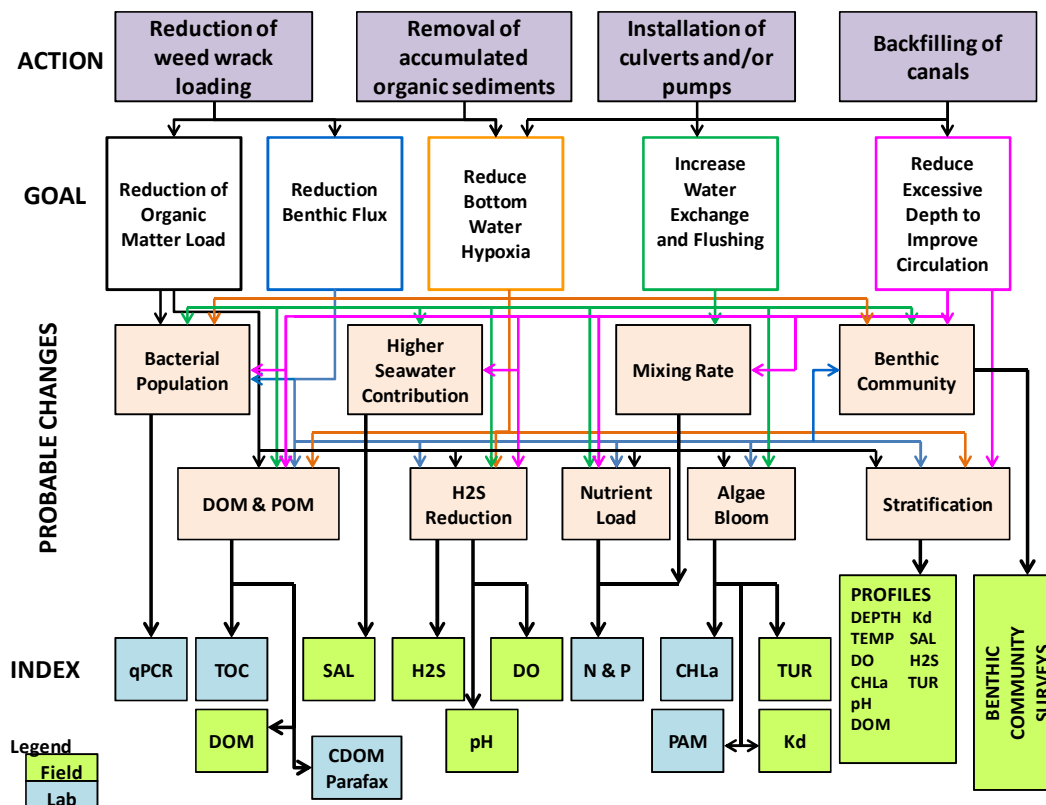 ACTION
Reduction of
weed wrack
loading
Removal of
accumulated
organic sediments
Installation of
culverts and/or
pumps
Backfilling of
canals
GOAL
Reduction of
Organic
Matter Load
Reduction
Benthic Flux
Reduce
Bottom
Water
Hypoxia
Increase
Water
Exchange
and Flushing
Reduce
Excessive
Depth to
Improve
Circulation
PROBABLE CHANGES
Bacterial
Population
Higher
Seawater
Contribution
Mixing Rate
Benthic
Community
DOM & POM
H2S
Reduction
Nutrient
Load
Algae
Bloom
Stratification
INDEX
qPCR
TOC
SAL
H2S
DO
N & P
CHLa
TUR
DOM
CDOM
Parafax
pH
PAM
Kd
PROFILES
DEPTH Kd
TEMP SAL
DO H2S
CHLa TUR
pH
DOM
BENTHIC
COMMUNITY
SURVEYS
Legend
Field
Lab